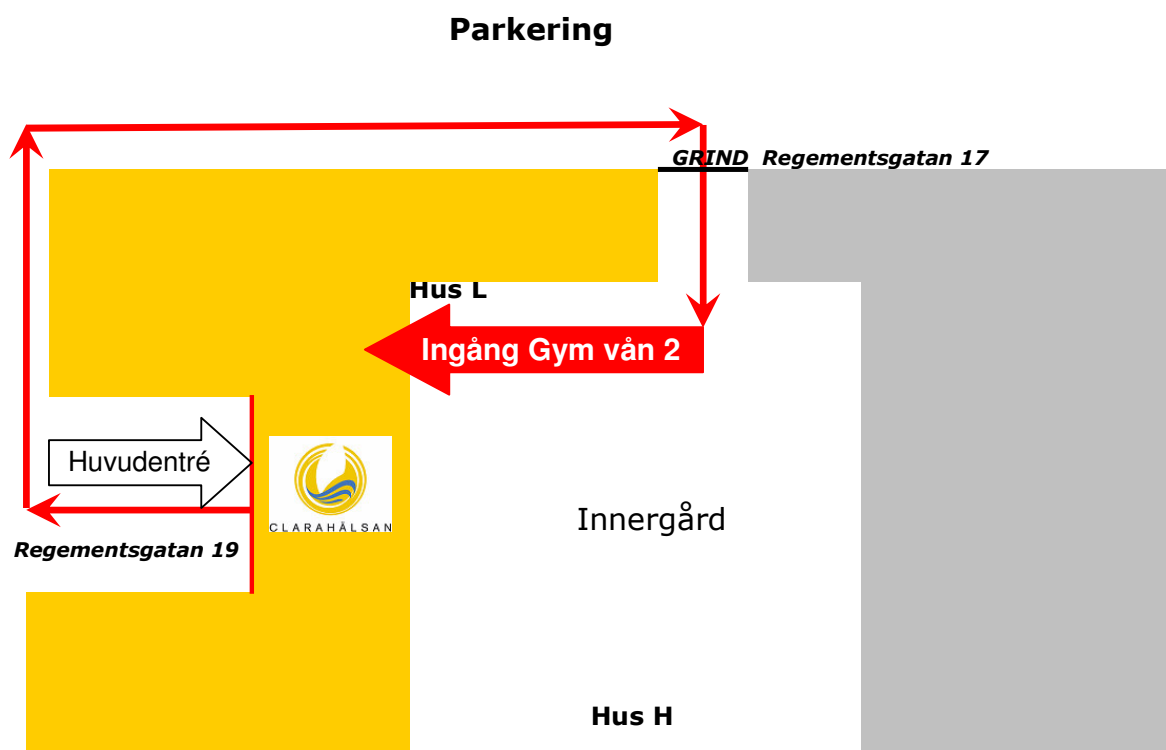 Parkering
GRIND Regementsgatan 17
Hus L
Ingång Gym vån 2
Huvudentré
CLARAHÄLSAN
Innergård
Regementsgatan 19
Hus H